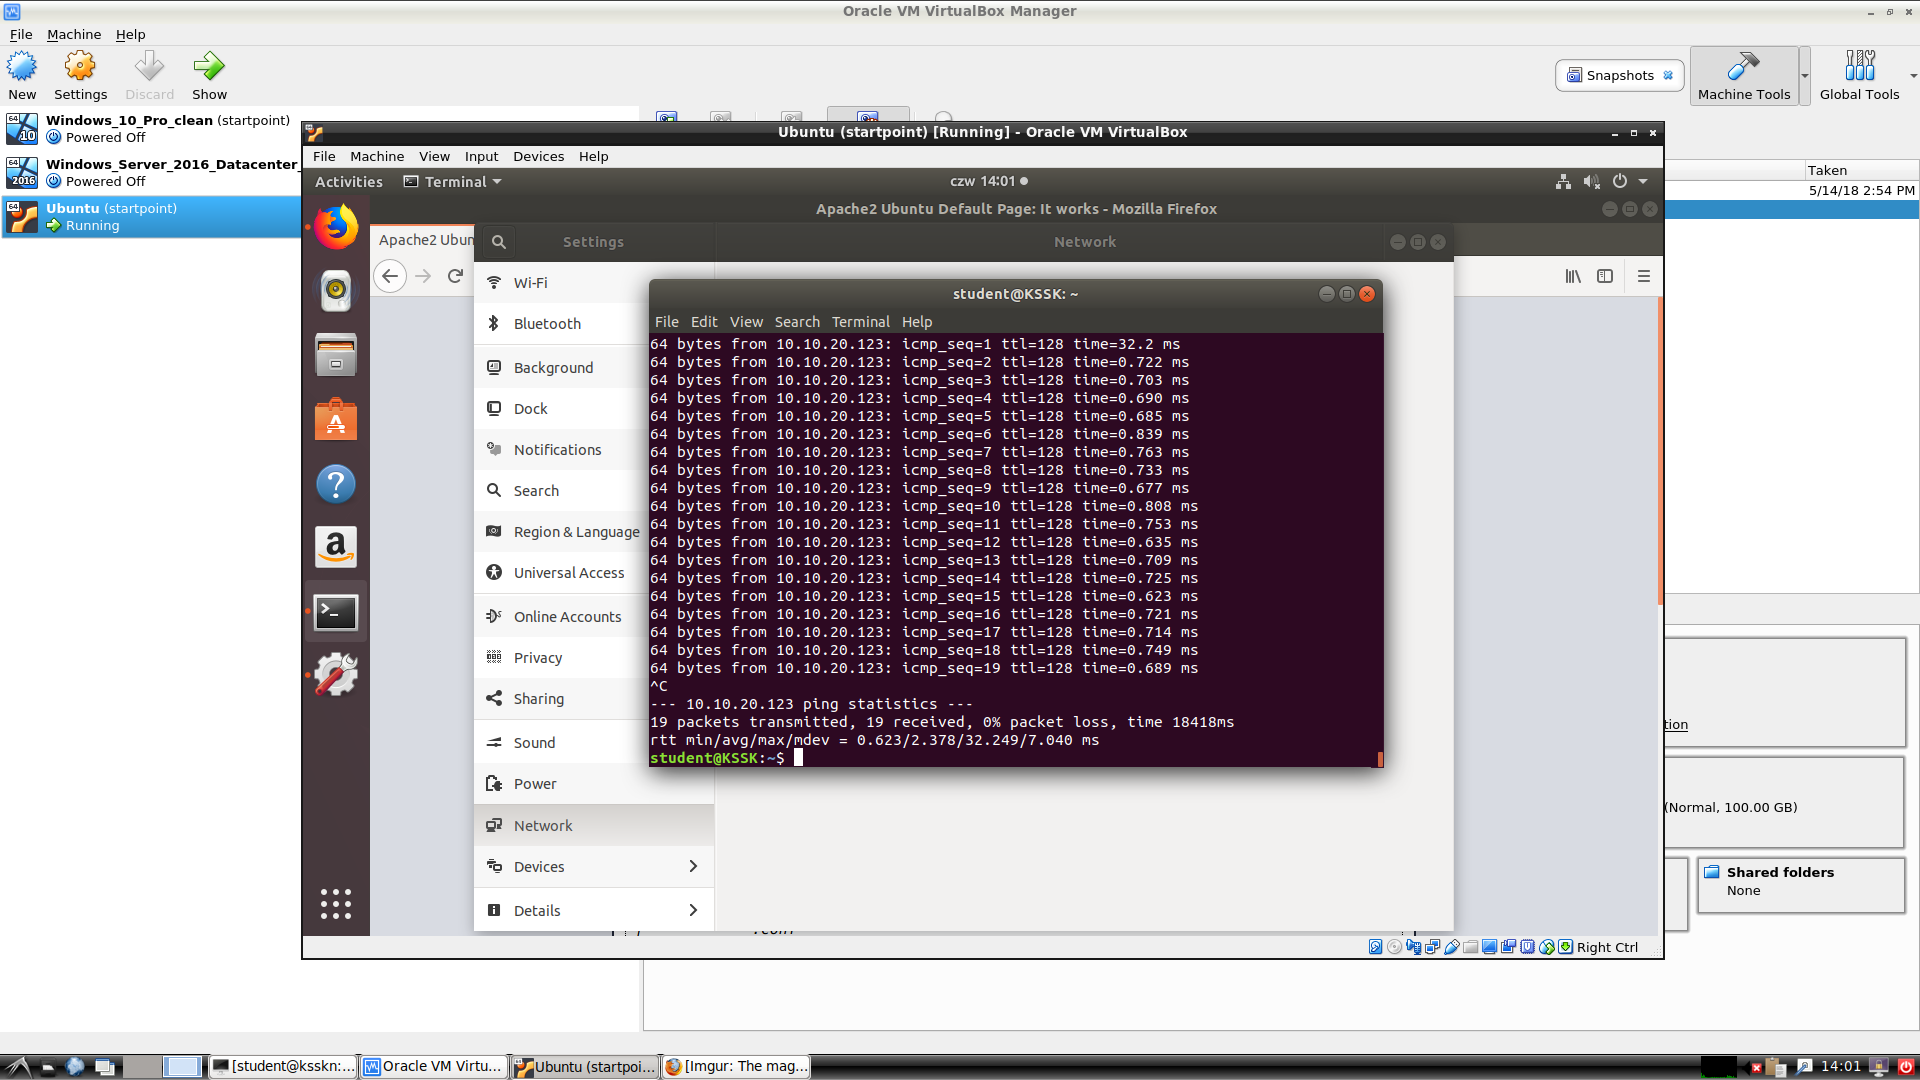 Oracle VM VirtualBox Manager
File Machine Help
New Settings Discard Show
Snapshots
Machine Tools Global Tools
Windows_10_Pro_clean (startpoint)
64 10
Powered Off
Windows_Server_2016_Datacenter_
64 2016
Powered Off
Ubuntu (startpoint)
64
Running
Taken
5/14/18 2:54 PM
Ubuntu (startpoint) [Running] - Oracle VM VirtualBox
File Machine View Input Devices Help
Activities Terminal czw 14:01
Apache2 Ubuntu Default Page: It works - Mozilla Firefox
Apache2 Ubun
Settings Network
Wi-Fi
Bluetooth
Background
Dock
Notifications
Search
Region & Language
Universal Access
Online Accounts
Privacy
Sharing
Sound
Power
Network
Devices
Details
student@KSSK: ~
File Edit View Search Terminal Help
64 bytes from 10.10.20.123: icmp_seq=1 ttl=128 time=32.2 ms
64 bytes from 10.10.20.123: icmp_seq=2 ttl=128 time=0.722 ms
64 bytes from 10.10.20.123: icmp_seq=3 ttl=128 time=0.703 ms
64 bytes from 10.10.20.123: icmp_seq=4 ttl=128 time=0.690 ms
64 bytes from 10.10.20.123: icmp_seq=5 ttl=128 time=0.685 ms
64 bytes from 10.10.20.123: icmp_seq=6 ttl=128 time=0.839 ms
64 bytes from 10.10.20.123: icmp_seq=7 ttl=128 time=0.763 ms
64 bytes from 10.10.20.123: icmp_seq=8 ttl=128 time=0.733 ms
64 bytes from 10.10.20.123: icmp_seq=9 ttl=128 time=0.677 ms
64 bytes from 10.10.20.123: icmp_seq=10 ttl=128 time=0.808 ms
64 bytes from 10.10.20.123: icmp_seq=11 ttl=128 time=0.753 ms
64 bytes from 10.10.20.123: icmp_seq=12 ttl=128 time=0.635 ms
64 bytes from 10.10.20.123: icmp_seq=13 ttl=128 time=0.709 ms
64 bytes from 10.10.20.123: icmp_seq=14 ttl=128 time=0.725 ms
64 bytes from 10.10.20.123: icmp_seq=15 ttl=128 time=0.623 ms
64 bytes from 10.10.20.123: icmp_seq=16 ttl=128 time=0.721 ms
64 bytes from 10.10.20.123: icmp_seq=17 ttl=128 time=0.714 ms
64 bytes from 10.10.20.123: icmp_seq=18 ttl=128 time=0.749 ms
64 bytes from 10.10.20.123: icmp_seq=19 ttl=128 time=0.689 ms
^C
--- 10.10.20.123 ping statistics ---
19 packets transmitted, 19 received, 0% packet loss, time 18418ms
rtt min/avg/max/mdev = 0.623/2.378/32.249/7.040 ms
student@KSSK:~$
tion
(Normal, 100.00 GB)
Shared folders
None
Right Ctrl
[student@ksskn:... Oracle VM Virtu... Ubuntu (startpoi... [Imgur: The mag... 14:01